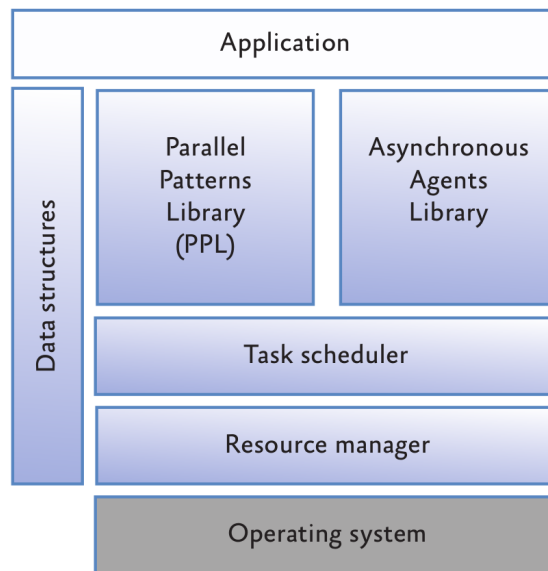 Application
Data structures
Parallel
Patterns
Library
(PPL)
Asynchronous
Agents
Library
Task scheduler
Resource manager
Operating system